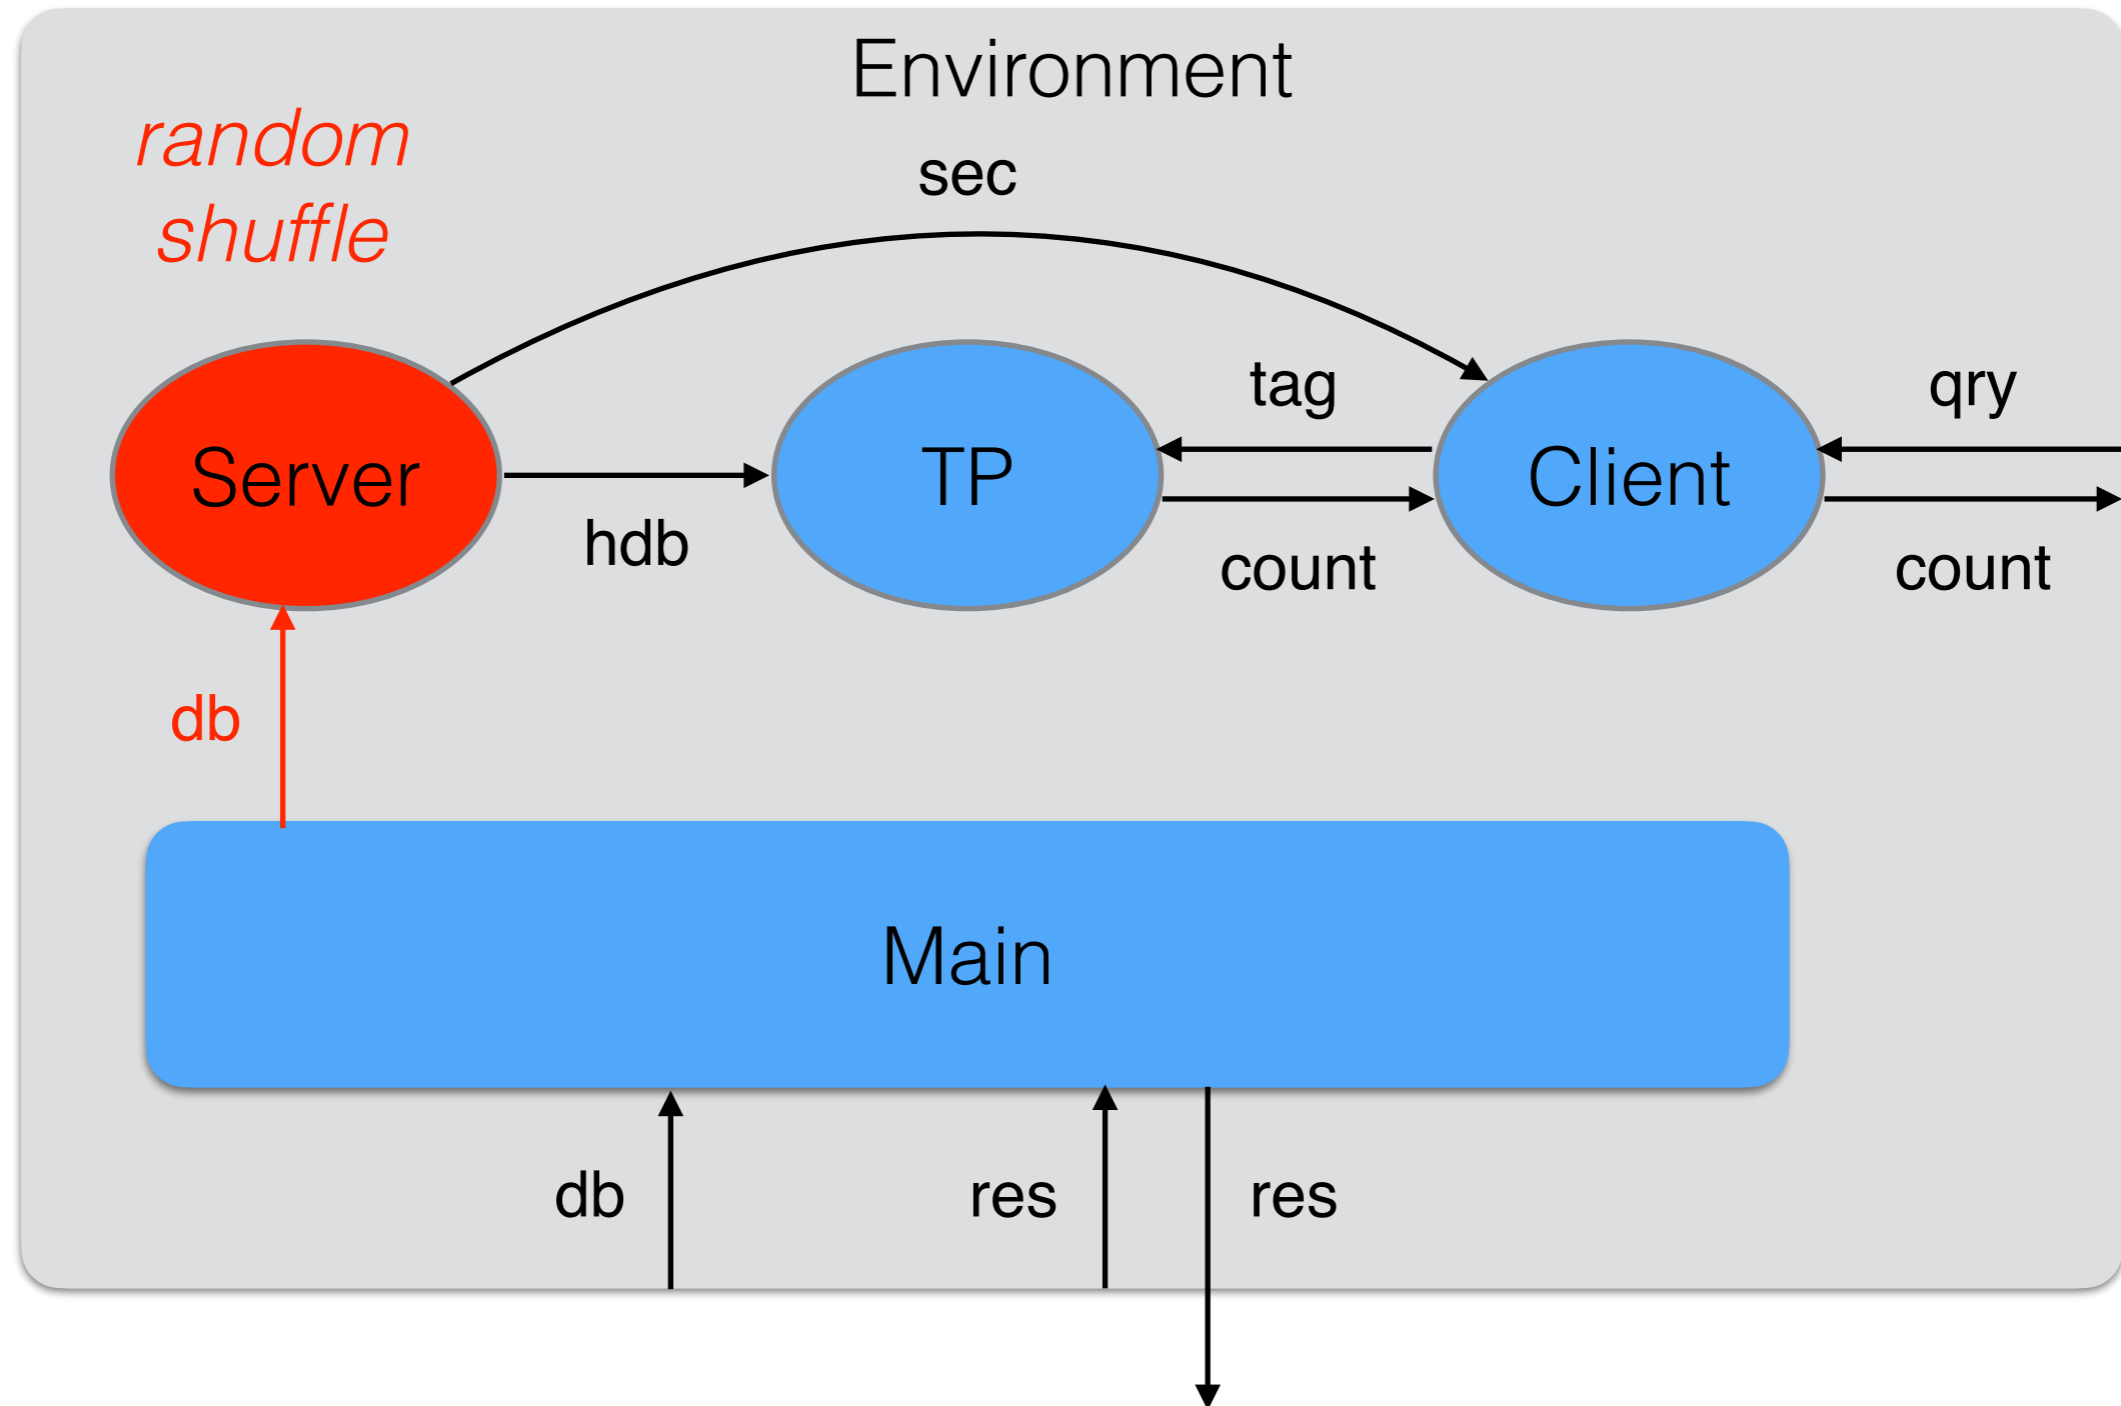 Environment
random
shuffle
sec
tag
qry
Server
TP
Client
hdb
count
count
db
Main
db
res
res